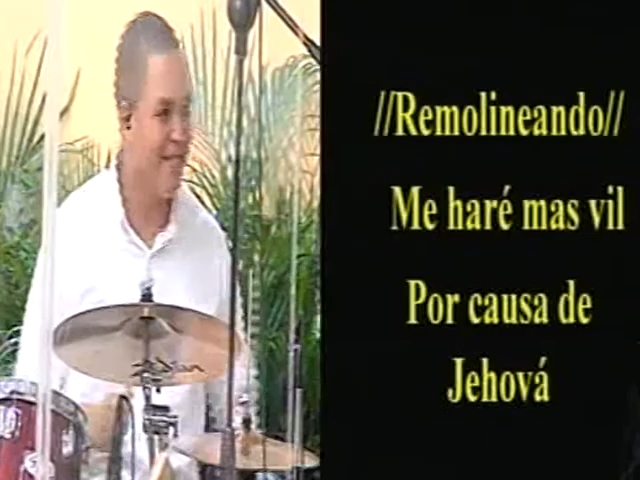 //Remolineando//
Me haré mas vil
Por causa de
Jehová